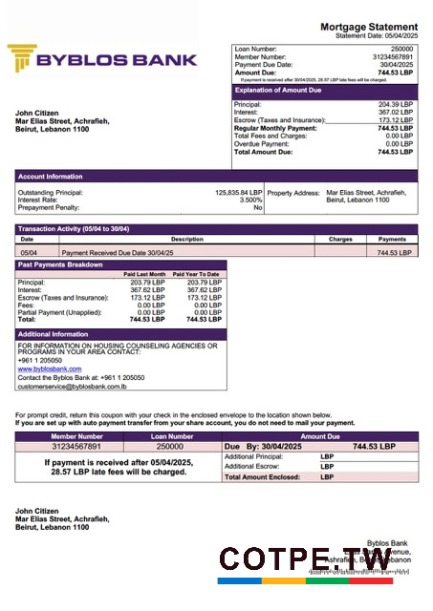 Mortgage Statement
Statement Date: 05/04/2025
BYBLOS BANK
Loan Number: 250000
Member Number: 31234567891
Payment Due Date: 30/04/2025
Amount Due: 744.53 LBP
If payment is received after 30/04/2025, 28.57 LBP late fees will be charged.
Explanation of Amount Due
Principal: 204.39 LBP
Interest: 367.02 LBP
Escrow (Taxes and Insurance): 173.12 LBP
Regular Monthly Payment: 744.53 LBP
Total Fees and Charges: 0.00 LBP
Overdue Payment: 0.00 LBP
Total Amount Due: 744.53 LBP
John Citizen
Mar Elias Street, Achrafieh,
Beirut, Lebanon 1100
Account Information
Outstanding Principal: 125,835.84 LBP
Interest Rate: 3.500%
Prepayment Penalty: No
Property Address: Mar Elias Street, Achrafieh,
Beirut, Lebanon 1100
Transaction Activity (05/04 to 30/04)
Date Description Charges Payments
05/04 Payment Received Due Date 30/04/25 744.53 LBP
Past Payments Breakdown
Paid Last Month Paid Year To Date
Principal: 203.79 LBP 203.79 LBP
Interest: 367.62 LBP 367.62 LBP
Escrow (Taxes and Insurance): 173.12 LBP 173.12 LBP
Fees: 0.00 LBP 0.00 LBP
Partial Payment (Unapplied): 0.00 LBP 0.00 LBP
Total: 744.53 LBP 744.53 LBP
Additional Information
FOR INFORMATION ON HOUSING COUNSELING AGENCIES OR
PROGRAMS IN YOUR AREA CONTACT:
+961 1 205050
www.byblosbank.com
Contact the Byblos Bank at: +961 1 205050
customerservice@byblosbank.com.lb
For prompt credit, return this coupon with your check in the enclosed envelope to the location shown below.
If you are set up with auto payment transfer from your share account, you do not need to mail your payment.
Member Number Loan Number Amount Due
31234567891 250000 Due By: 30/04/2025 744.53 LBP
If payment is received after 05/04/2025,
28.57 LBP late fees will be charged.
Additional Principal: LBP
Additional Escrow: LBP
Total Amount Enclosed: LBP
John Citizen
Mar Elias Street, Achrafieh,
Beirut, Lebanon 1100
Byblos Bank
COTPE.TW